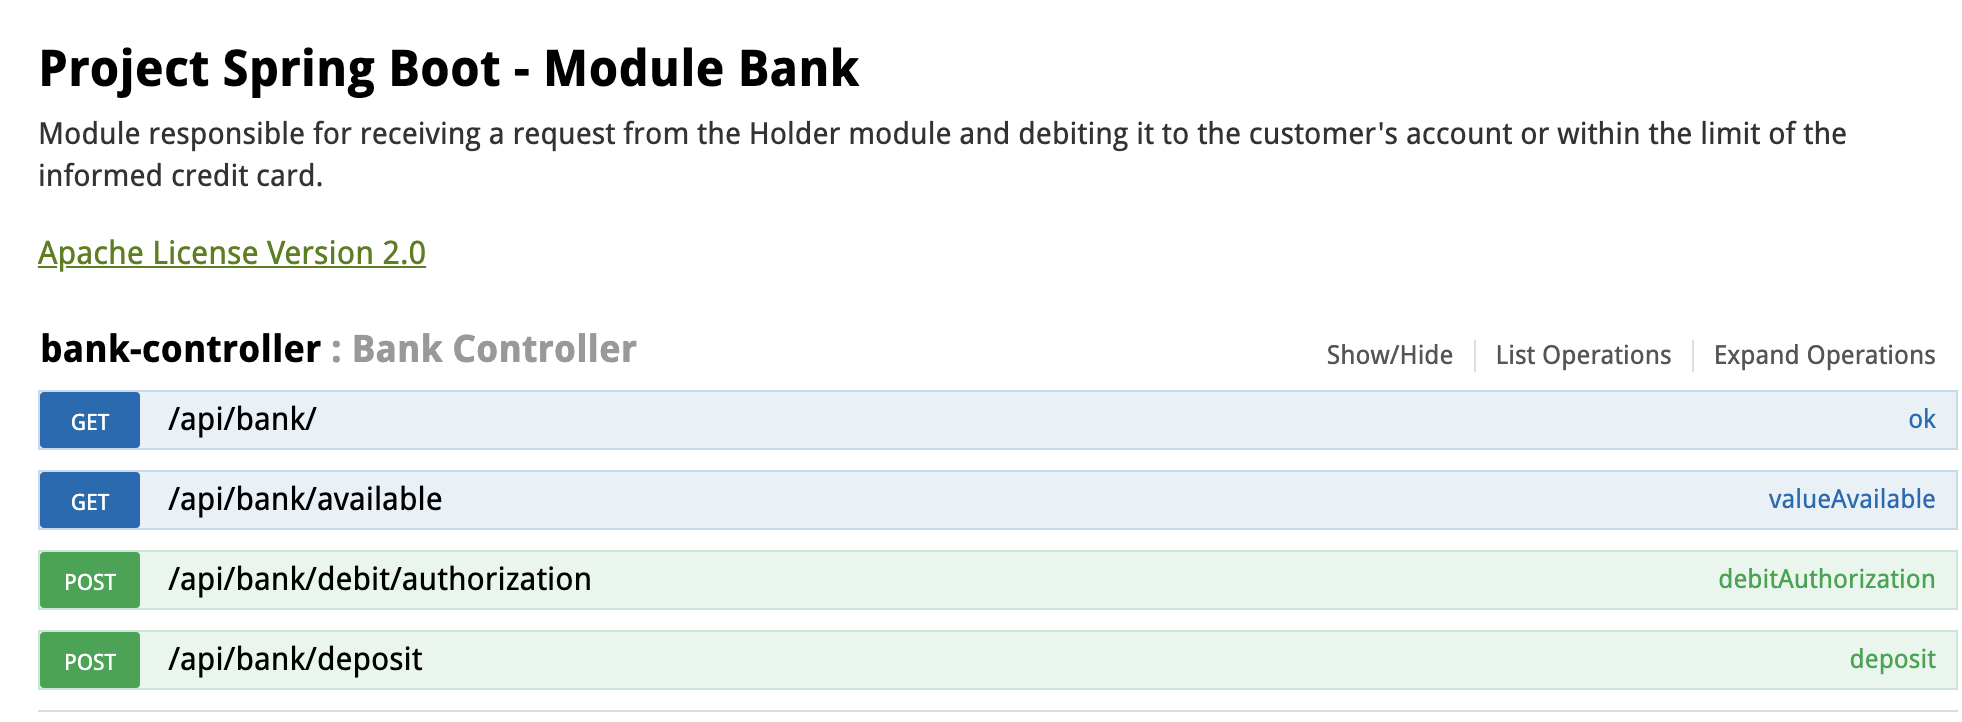 Project Spring Boot - Module Bank
Module responsible for receiving a request from the Holder module and debiting it to the customer's account or within the limit of the
informed credit card.
Apache License Version 2.0
bank-controller : Bank Controller Show/Hide List Operations Expand Operations
GET /api/bank/ ok
GET /api/bank/available valueAvailable
POST /api/bank/debit/authorization debitAuthorization
POST /api/bank/deposit deposit